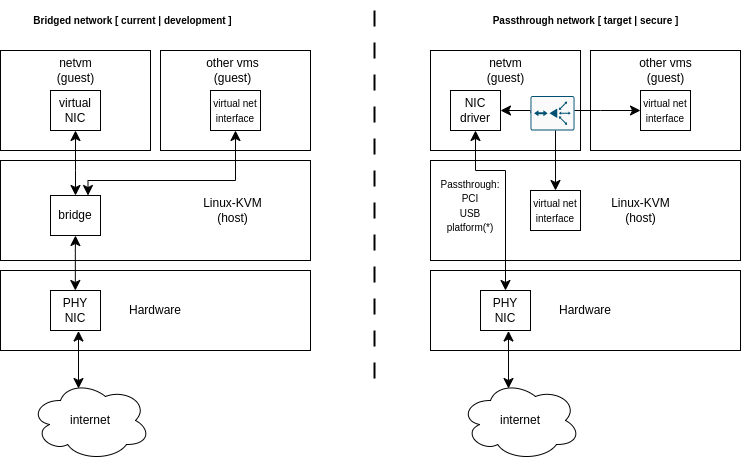 Bridged network [ current | development ]
netvm
(guest)
virtual
NIC
other vms
(guest)
virtual net
interface
bridge
Linux-KVM
(host)
PHY
NIC
Hardware
internet
Passthrough network [ target | secure ]
netvm
(guest)
NIC
driver
other vms
(guest)
virtual net
interface
Passthrough:
PCI
USB
platform(*)
virtual net
interface
Linux-KVM
(host)
PHY
NIC
Hardware
internet